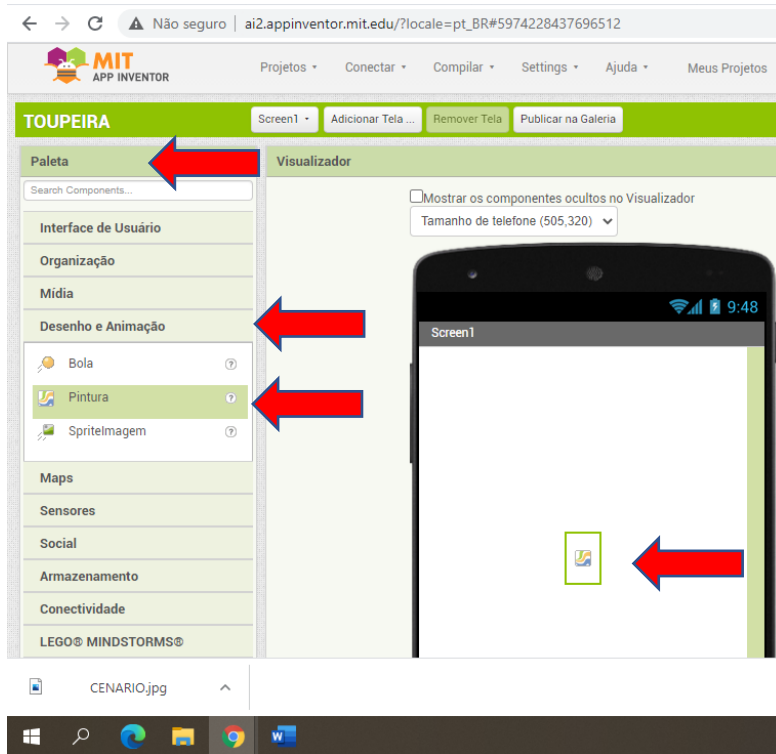 Não seguro | ai2.appinventor.mit.edu/?locale=pt_BR#5974228437696512
MIT
APP INVENTOR
Projetos Conectar Compilar Settings Ajuda Meus Projetos
TOUPEIRA
Screen1 Adicionar Tela ... Remover Tela Publicar na Galeria
Paleta
Visualizador
Search Components...
Mostrar os componentes ocultos no Visualizador
Tamanho de telefone (505,320)
Interface de Usuário
Organização
Mídia
Desenho e Animação
Bola ?
Pintura ?
SpriteImagem ?
Maps
Sensores
Social
Armazenamento
Conectividade
LEGO® MINDSTORMS®
9:48
Screen1
CENARIO.jpg
W